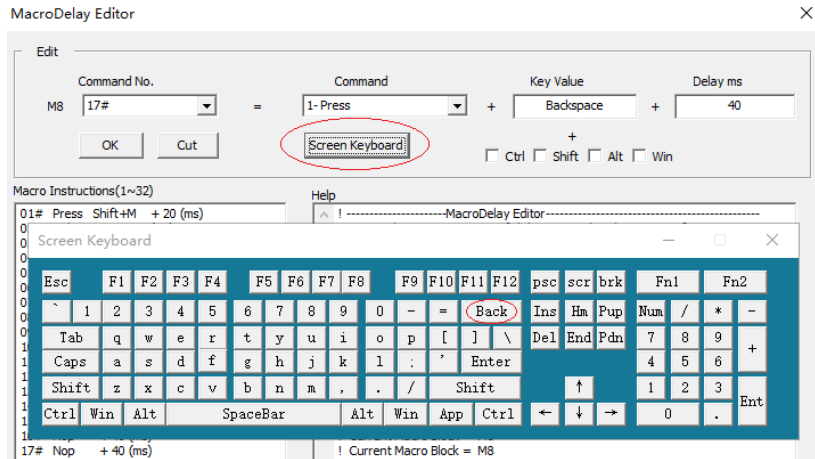 MacroDelay Editor
Edit
Command No. Command Key Value Delay ms
M8 17# = 1- Press + Backspace + 40
OK Cut Screen Keyboard +
Ctrl Shift Alt Win
Macro Instructions(1~32) Help
01# Press Shift+M + 20 (ms) ! ----------------------MacroDelay Editor-----------------------------------------------
Screen Keyboard
Esc F1 F2 F3 F4 F5 F6 F7 F8 F9 F10 F11 F12 psc scr brk Fn1 Fn2
` 1 2 3 4 5 6 7 8 9 0 - = Back Ins Hm Pup Num / * -
Tab q w e r t y u i o p [ ] \ Del End Pdn 7 8 9 +
Caps a s d f g h j k l ; ' Enter 4 5 6
Shift z x c v b n m , . / Shift ↑ 1 2 3 Ent
Ctrl Win Alt SpaceBar Alt Win App Ctrl ← ↓ → 0 .
17# Nop + 40 (ms) ! Current Macro Block = M8